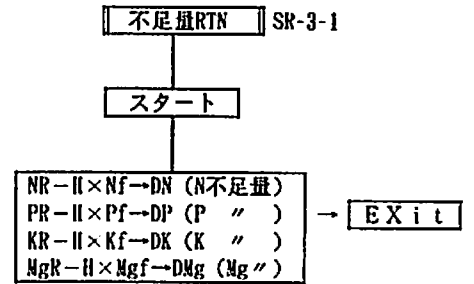 不足量RTN SR-3-1
スタート
NR－H×Nf→DN (N不足量)
PR－H×Pf→DP (P 〃 )
KR－H×Kf→DK (K 〃 )
MgR－H×Mgf→DMg (Mg〃)
→ EXit